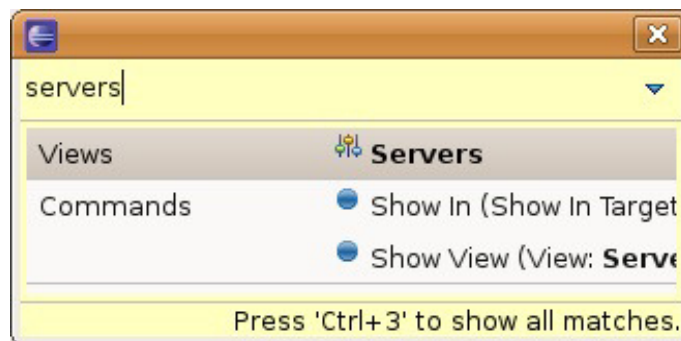 servers
Views Servers
Commands Show In (Show In Target
Show View (View: Serve
Press 'Ctrl+3' to show all matches.